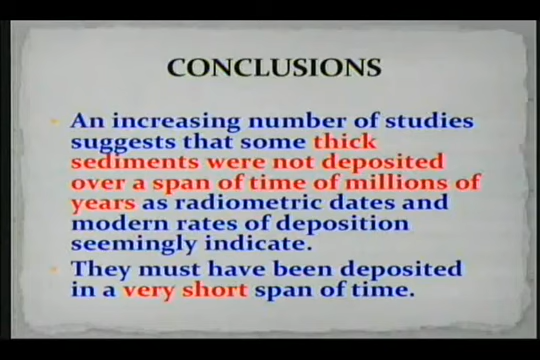 CONCLUSIONS
An increasing number of studies
suggests that some thick
sediments were not deposited
over a span of time of millions of
years as radiometric dates and
modern rates of deposition
seemingly indicate.
They must have been deposited
in a very short span of time.